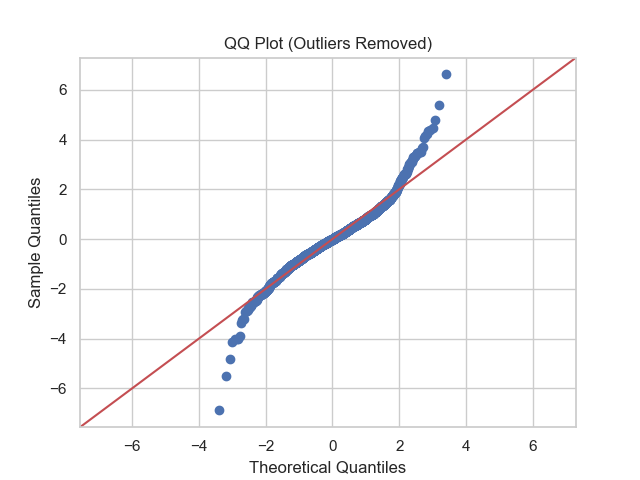 QQ Plot (Outliers Removed)
6
4
2
0
−2
−4
−6
Sample Quantiles
−6 −4 −2 0 2 4 6
Theoretical Quantiles